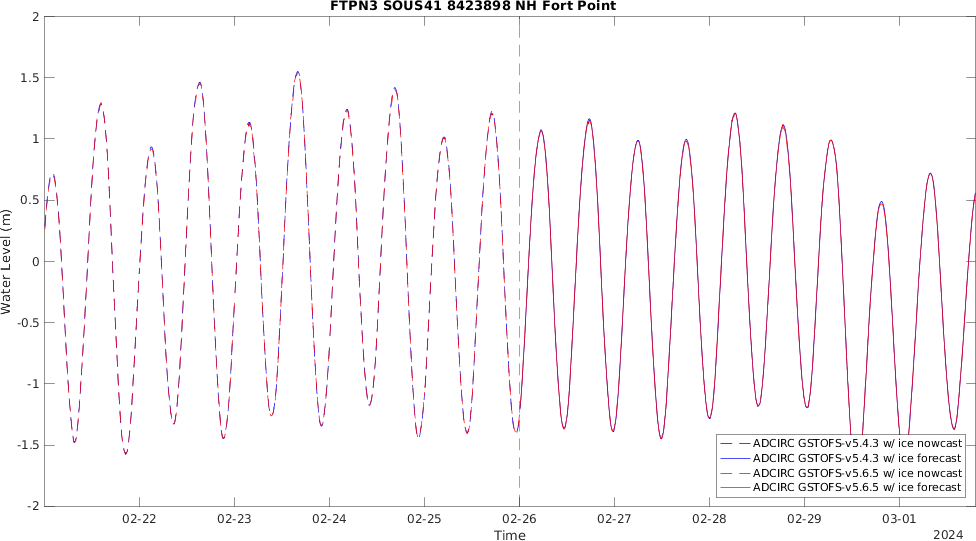 FTPN3 SOUS41 8423898 NH Fort Point
2
1.5
1
0.5
0
-0.5
-1
-1.5
-2
Water Level (m)
ADCIRC GSTOFS-v5.4.3 w/ ice nowcast
ADCIRC GSTOFS-v5.4.3 w/ ice forecast
ADCIRC GSTOFS-v5.6.5 w/ ice nowcast
ADCIRC GSTOFS-v5.6.5 w/ ice forecast
02-22 02-23 02-24 02-25 02-26 02-27 02-28 02-29 03-01
Time
2024